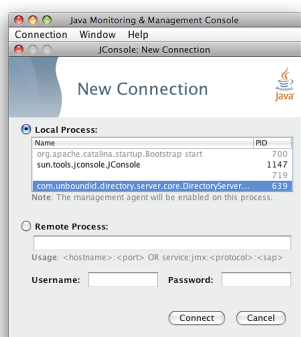 Java Monitoring & Management Console
Connection Window Help
JConsole: New Connection
New Connection
Java
Local Process:
Name PID
org.apache.catalina.startup.Bootstrap start 700
sun.tools.jconsole.JConsole 1147
719
com.unboundid.directory.server.core.DirectoryServer... 639
Note: The management agent will be enabled on this process.
Remote Process:
Usage: <hostname>:<port> OR service:jmx:<protocol>:<sap>
Username: Password:
Connect Cancel